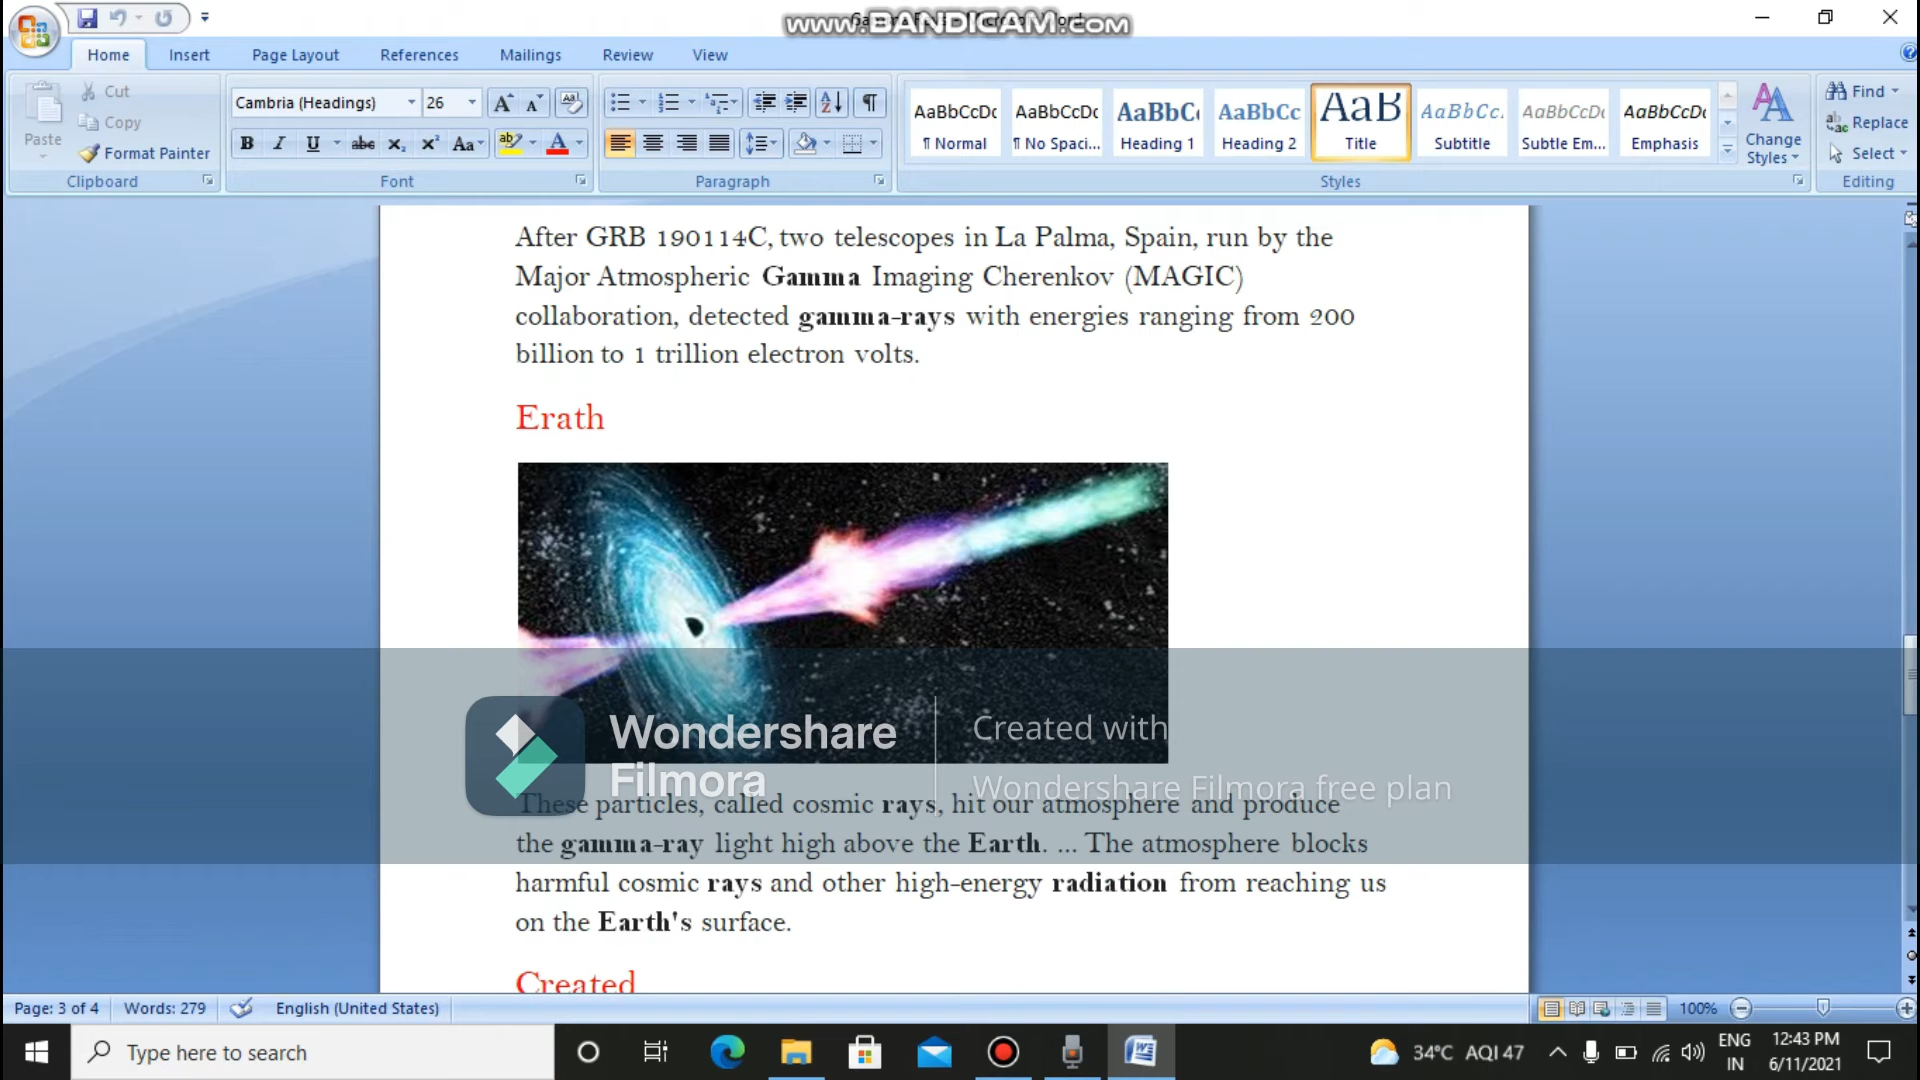 www.BANDICAM.com
Home Insert Page Layout References Mailings Review View
Paste
Cut
Copy
Format Painter
Clipboard
Cambria (Headings) 26
Font
Paragraph
AaBbCcDc AaBbCcDc AaBbC AaBbCc AaB AaBbCc. AaBbCcDc AaBbCcDc
¶ Normal ¶ No Spaci... Heading 1 Heading 2 Title Subtitle Subtle Em... Emphasis
Styles
Change
Styles
Find
Replace
Select
Editing
After GRB 190114C, two telescopes in La Palma, Spain, run by the
Major Atmospheric Gamma Imaging Cherenkov (MAGIC)
collaboration, detected gamma-rays with energies ranging from 200
billion to 1 trillion electron volts.
Erath
Wondershare
Filmora
Created with
Wondershare Filmora free plan
These particles, called cosmic rays, hit our atmosphere and produce
the gamma-ray light high above the Earth. ... The atmosphere blocks
harmful cosmic rays and other high-energy radiation from reaching us
on the Earth's surface.
Created
Page: 3 of 4 Words: 279 English (United States) 100%
Type here to search
34°C AQI 47
ENG
IN
12:43 PM
6/11/2021